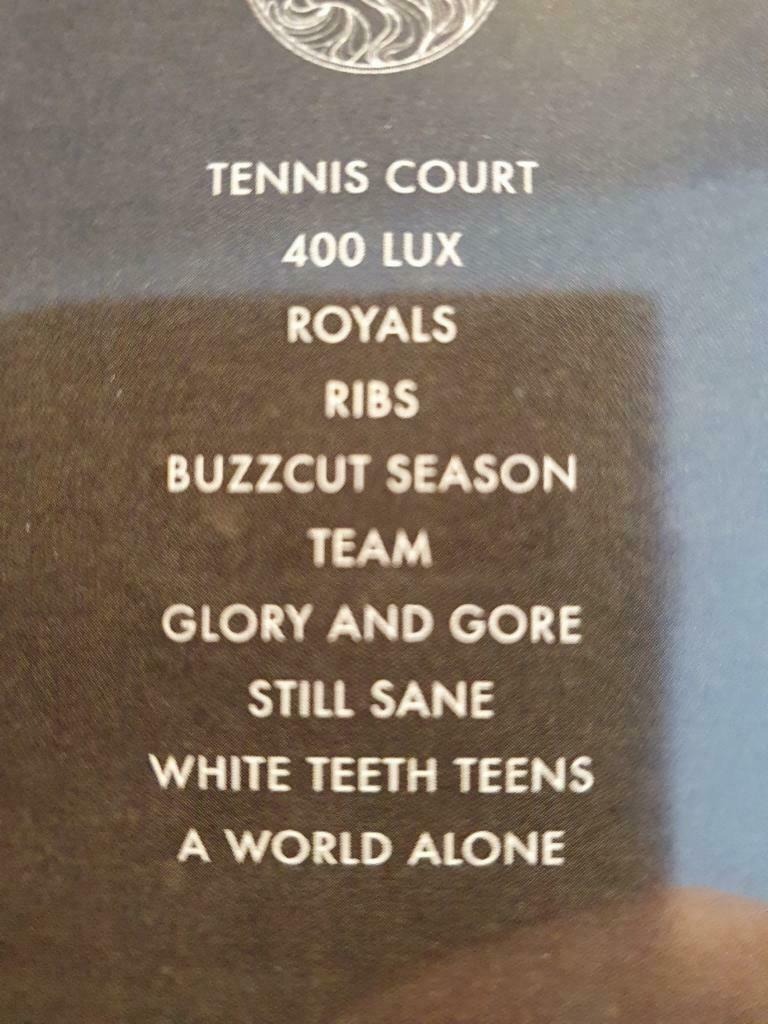 TENNIS COURT
400 LUX
ROYALS
RIBS
BUZZCUT SEASON
TEAM
GLORY AND GORE
STILL SANE
WHITE TEETH TEENS
A WORLD ALONE